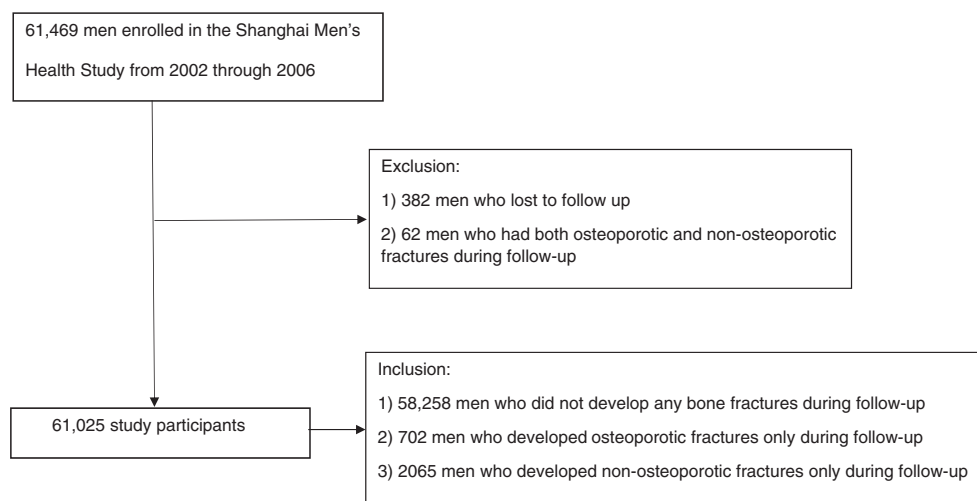 61,469 men enrolled in the Shanghai Men's
Health Study from 2002 through 2006
Exclusion:
1) 382 men who lost to follow up
2) 62 men who had both osteoporotic and non-osteoporotic
fractures during follow-up
61,025 study participants
Inclusion:
1) 58,258 men who did not develop any bone fractures during follow-up
2) 702 men who developed osteoporotic fractures only during follow-up
3) 2065 men who developed non-osteoporotic fractures only during follow-up